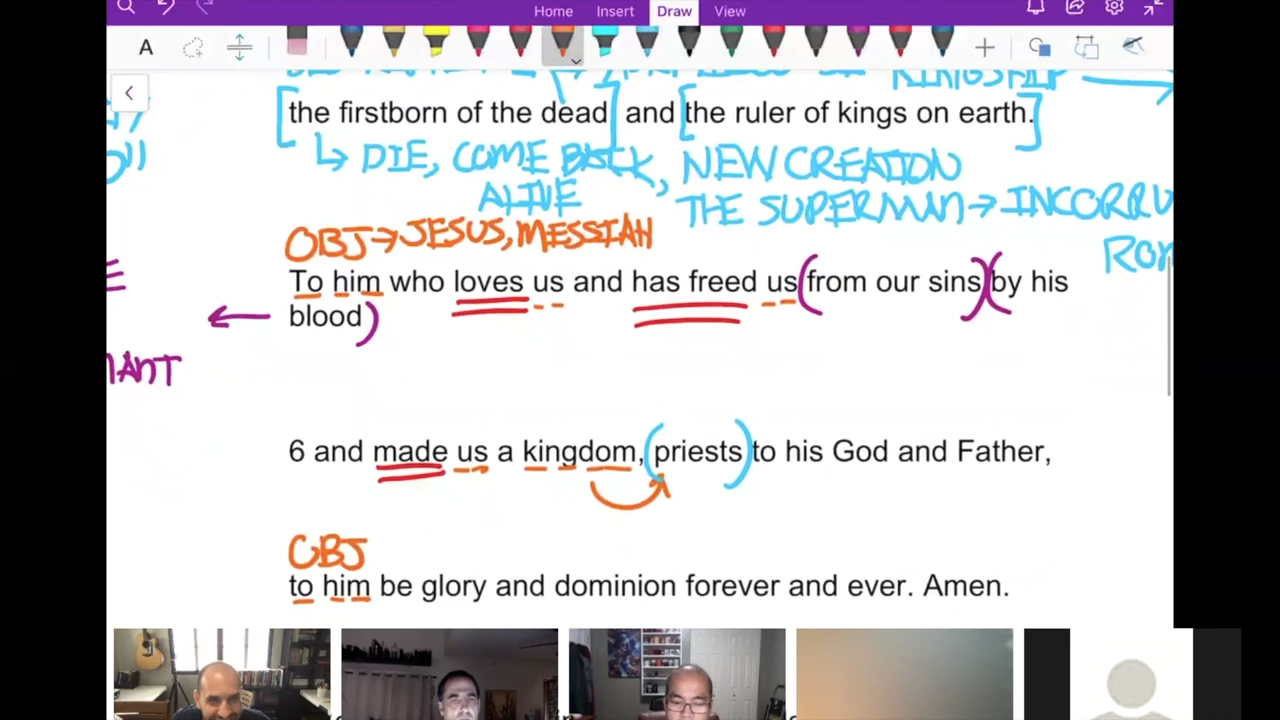 Home Insert Draw View
A
KINGSHIP
the firstborn of the dead and the ruler of kings on earth.
DIE, COME BACK, NEW CREATION
ALIVE THE SUPERMAN → INCORRU
OBJ → JESUS, MESSIAH
ROM
To him who loves us and has freed us (from our sins) (by his
blood)
MANT
6 and made us a kingdom, (priests) to his God and Father,
OBJ
to him be glory and dominion forever and ever. Amen.